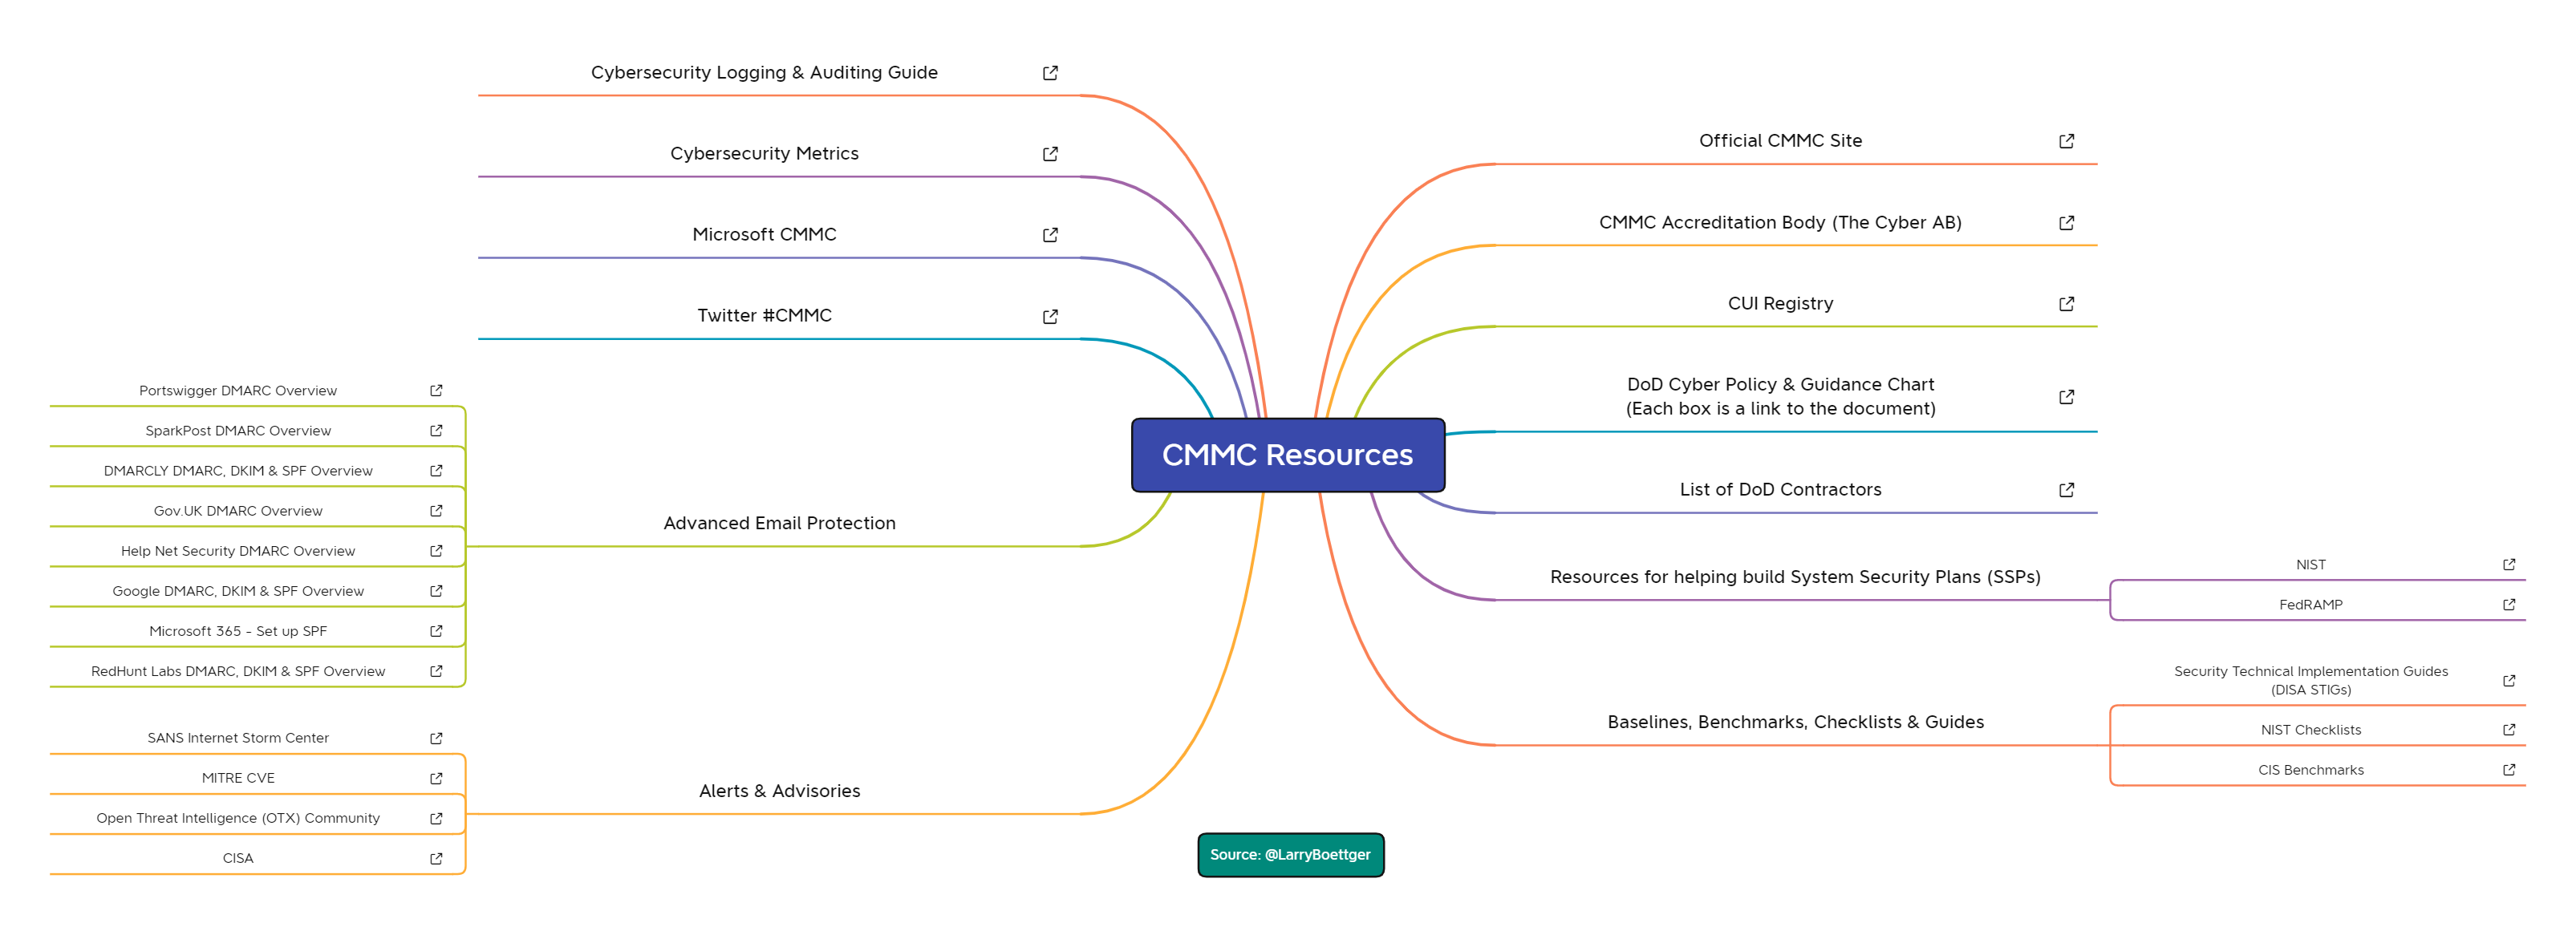 Cybersecurity Logging & Auditing Guide
Cybersecurity Metrics
Microsoft CMMC
Twitter #CMMC
Advanced Email Protection
Portswigger DMARC Overview
SparkPost DMARC Overview
DMARCLY DMARC, DKIM & SPF Overview
Gov.UK DMARC Overview
Help Net Security DMARC Overview
Google DMARC, DKIM & SPF Overview
Microsoft 365 - Set up SPF
RedHunt Labs DMARC, DKIM & SPF Overview
Alerts & Advisories
SANS Internet Storm Center
MITRE CVE
Open Threat Intelligence (OTX) Community
CISA
CMMC Resources
Official CMMC Site
CMMC Accreditation Body (The Cyber AB)
CUI Registry
DoD Cyber Policy & Guidance Chart
(Each box is a link to the document)
List of DoD Contractors
Resources for helping build System Security Plans (SSPs)
NIST
FedRAMP
Baselines, Benchmarks, Checklists & Guides
Security Technical Implementation Guides
(DISA STIGs)
NIST Checklists
CIS Benchmarks
Source: @LarryBoettger